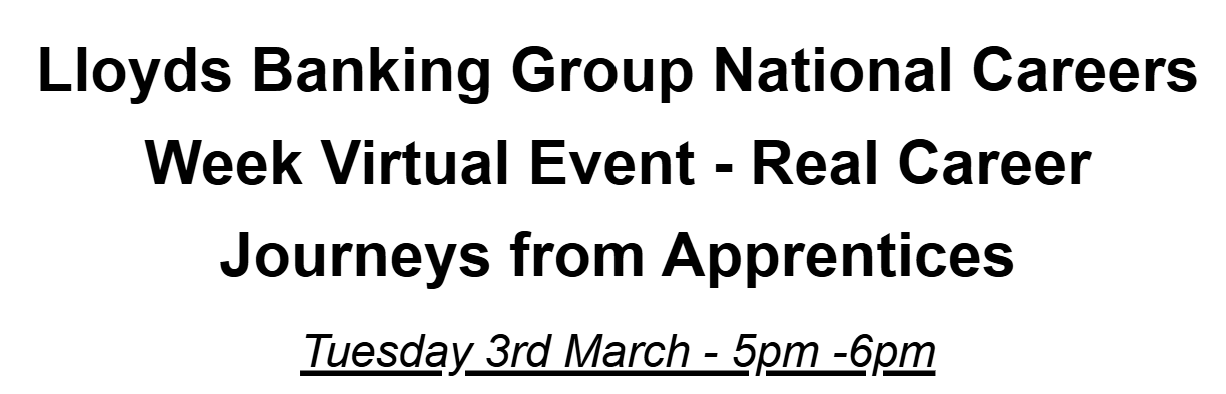 Lloyds Banking Group National Careers
Week Virtual Event - Real Career
Journeys from Apprentices
Tuesday 3rd March - 5pm -6pm